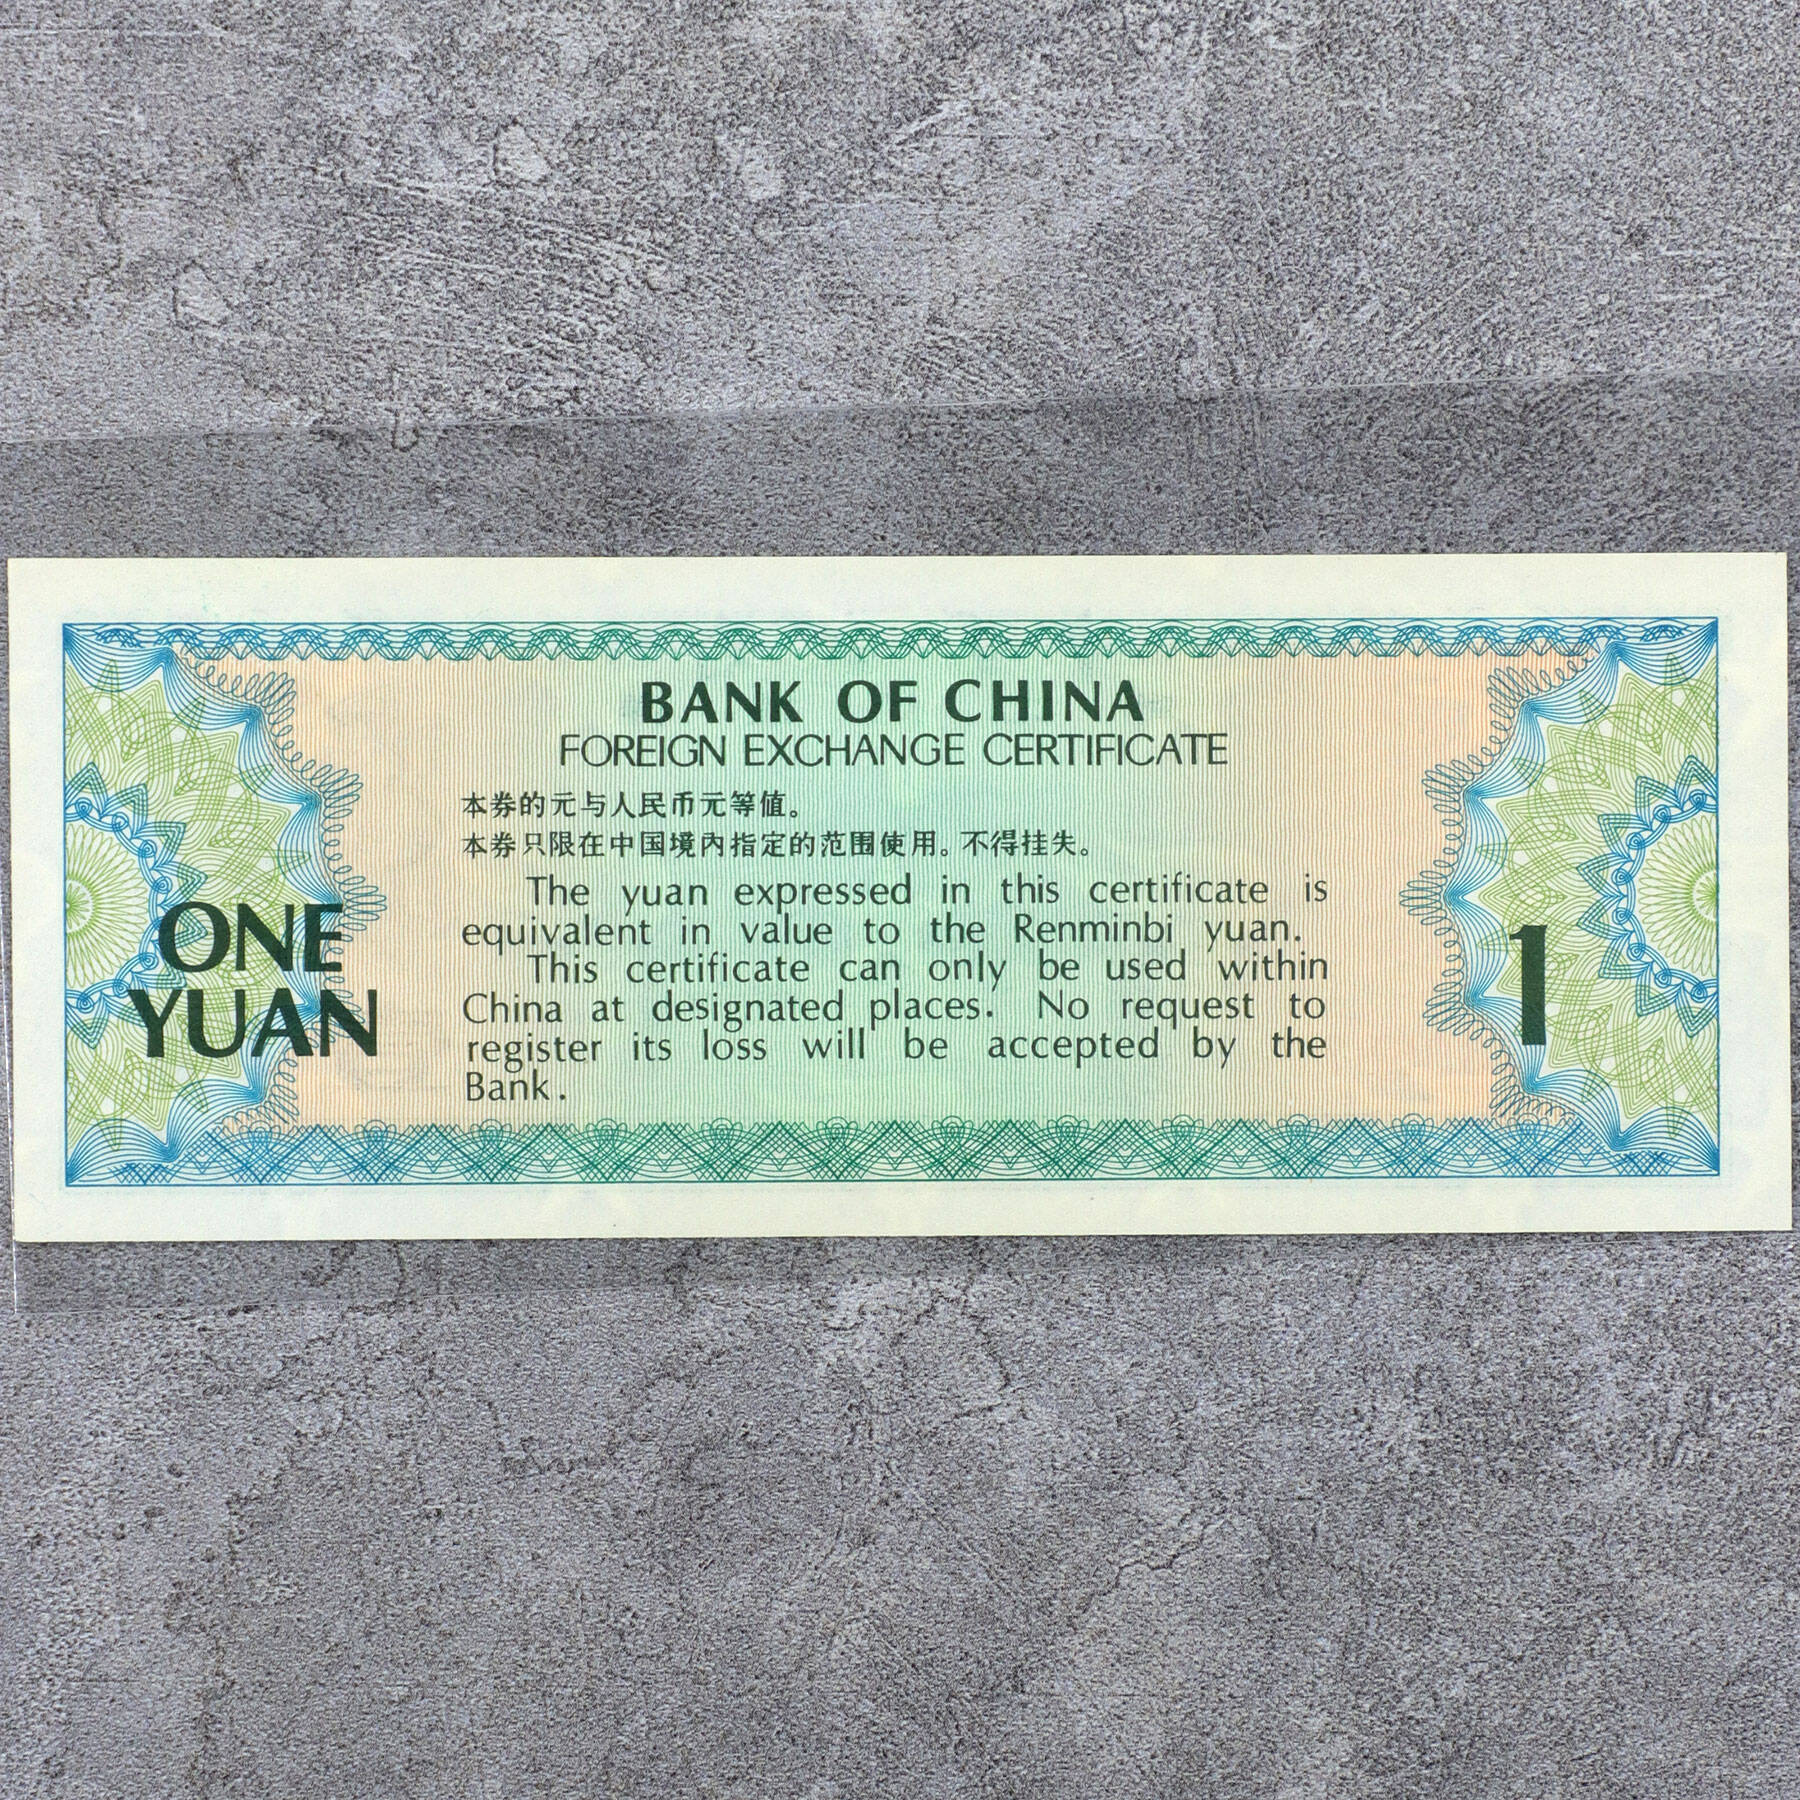 BANK OF CHINA
FOREIGN EXCHANGE CERTIFICATE
本券的元与人民币元等值。
本券只限在中国境内指定的范围使用。不得挂失。
The yuan expressed in this certificate is
equivalent in value to the Renminbi yuan.
This certificate can only be used within
China at designated places. No request to
register its loss will be accepted by the
Bank.
ONE
YUAN
1